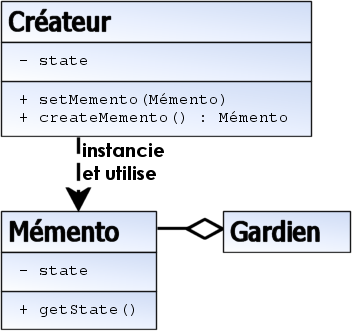 Créateur
- state
+ setMemento(Mémento)
+ createMemento() : Mémento
instancie
et utilise
Mémento
- state
+ getState()
Gardien